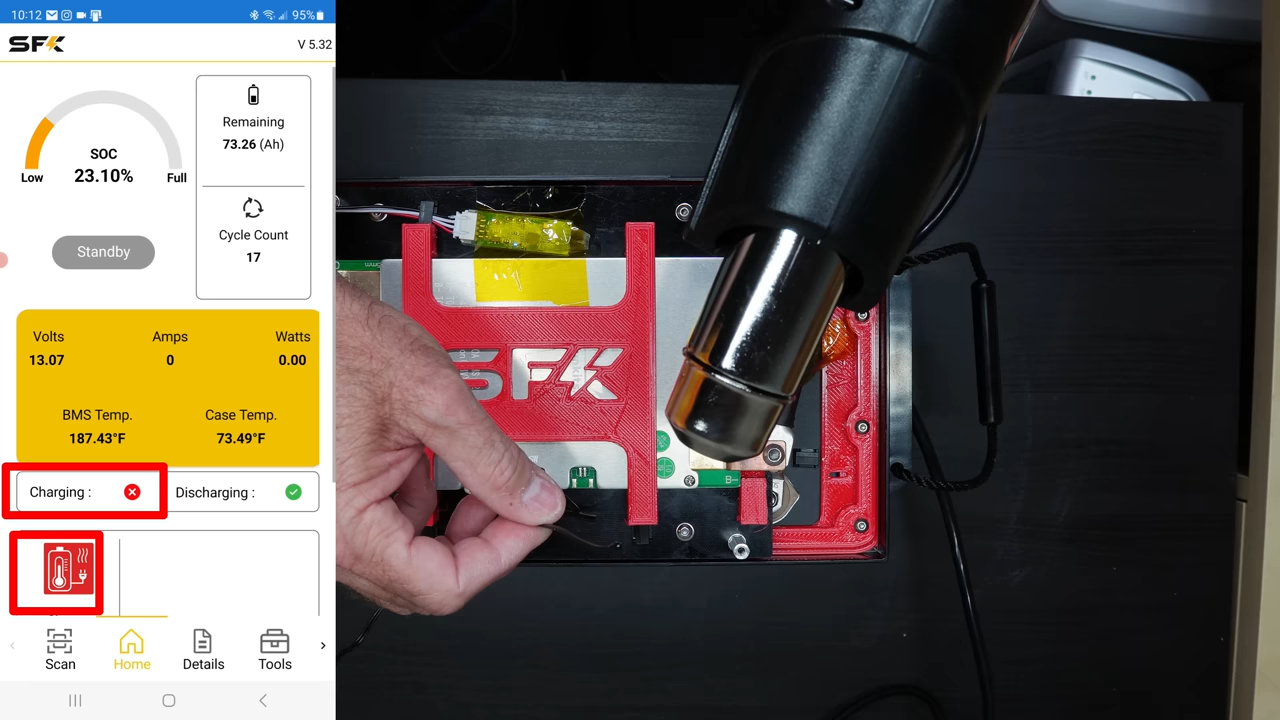 10:12
95%
SFK
V 5.32
Remaining
73.26 (Ah)
SOC
23.10%
Low
Full
Cycle Count
17
Standby
Volts
Amps
Watts
13.07
0
0.00
BMS Temp.
Case Temp.
187.43°F
73.49°F
Charging :
Discharging :
Scan
Home
Details
Tools
SFK
B-